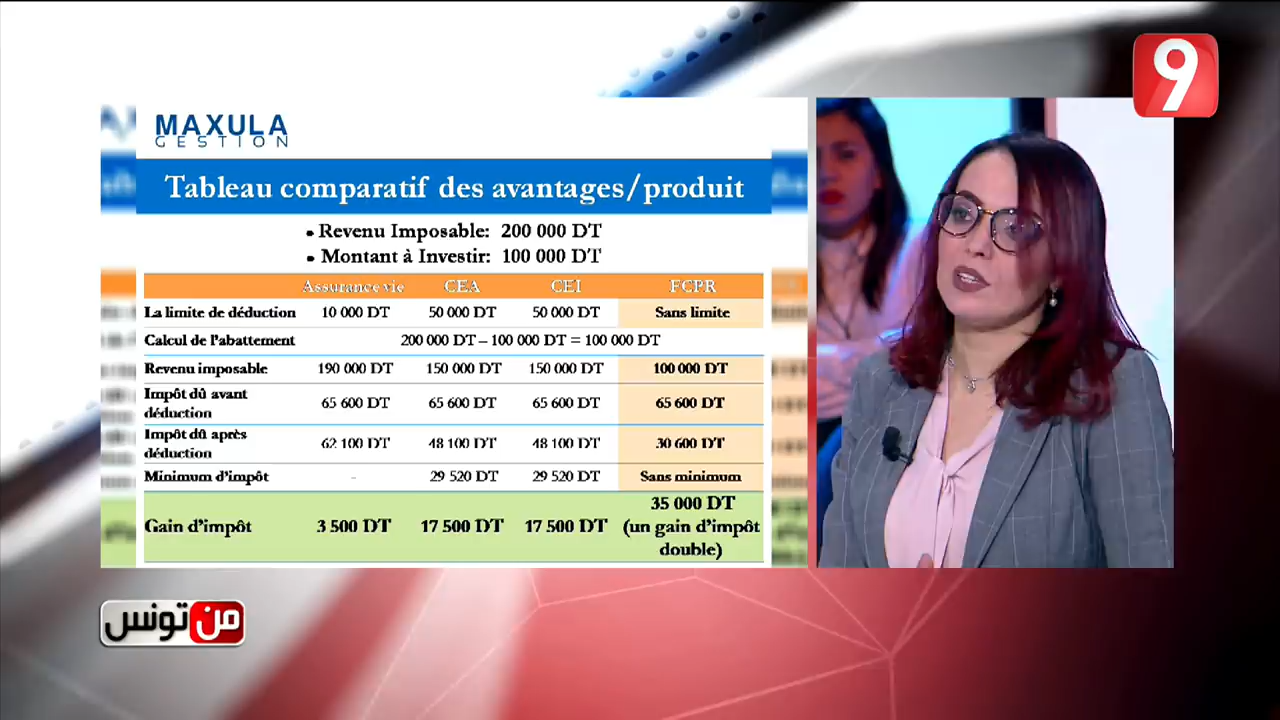 9
MAXULA
GESTION
Tableau comparatif des avantages/produit
• Revenu Imposable: 200 000 DT
• Montant à Investir: 100 000 DT
Assurance vie CEA CEI FCPR
La limite de déduction 10 000 DT 50 000 DT 50 000 DT Sans limite
Calcul de l'abattement 200 000 DT – 100 000 DT = 100 000 DT
Revenu imposable 190 000 DT 150 000 DT 150 000 DT 100 000 DT
Impôt dû avant
déduction 65 600 DT 65 600 DT 65 600 DT 65 600 DT
Impôt dû après
déduction 62 100 DT 48 100 DT 48 100 DT 30 600 DT
Minimum d'impôt - 29 520 DT 29 520 DT Sans minimum
Gain d'impôt 3 500 DT 17 500 DT 17 500 DT 35 000 DT
(un gain d'impôt
double)
من تونس